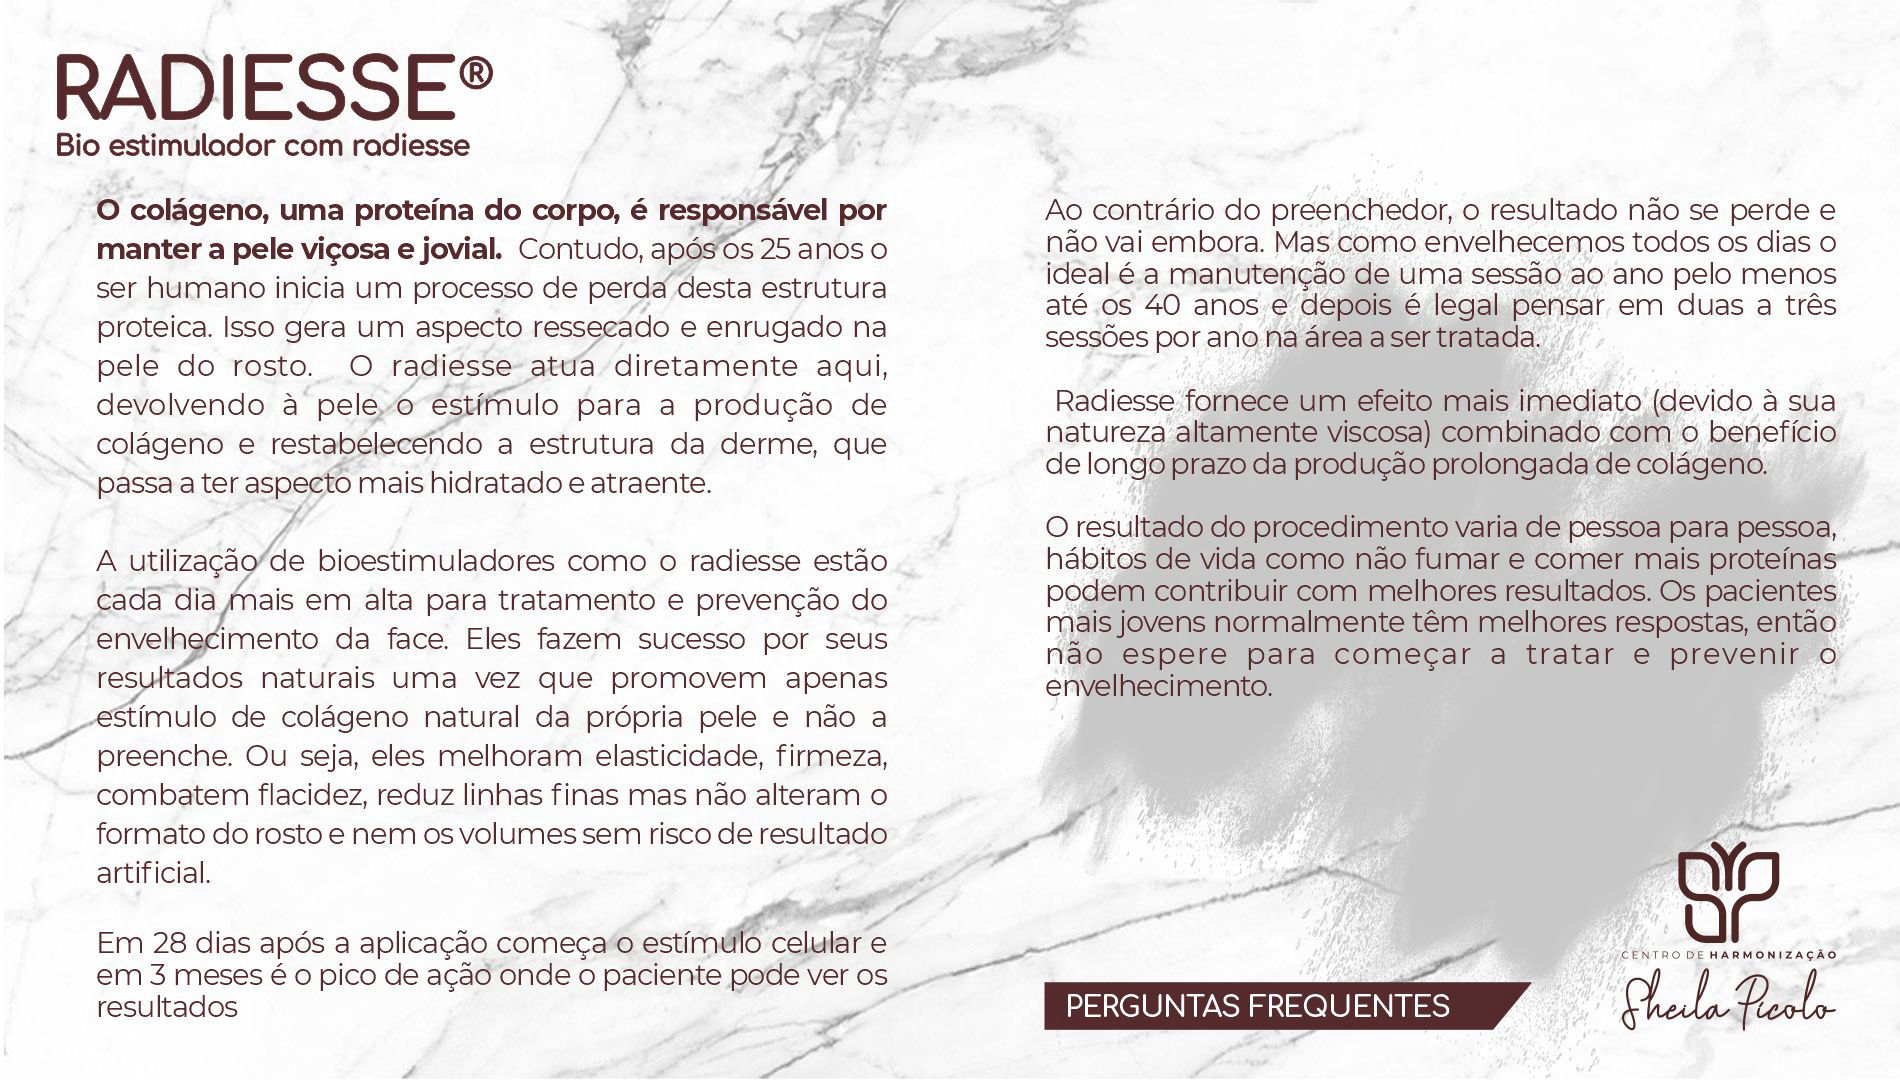 RADIESSE®
Bio estimulador com radiesse
O colágeno, uma proteína do corpo, é responsável por
manter a pele viçosa e jovial. Contudo, após os 25 anos o
ser humano inicia um processo de perda desta estrutura
proteica. Isso gera um aspecto ressecado e enrugado na
pele do rosto. O radiesse atua diretamente aqui,
devolvendo à pele o estímulo para a produção de
colágeno e restabelecendo a estrutura da derme, que
passa a ter aspecto mais hidratado e atraente.
A utilização de bioestimuladores como o radiesse estão
cada dia mais em alta para tratamento e prevenção do
envelhecimento da face. Eles fazem sucesso por seus
resultados naturais uma vez que promovem apenas
estímulo de colágeno natural da própria pele e não a
preenche. Ou seja, eles melhoram elasticidade, firmeza,
combatem flacidez, reduz linhas finas mas não alteram o
formato do rosto e nem os volumes sem risco de resultado
artificial.
Em 28 dias após a aplicação começa o estímulo celular e
em 3 meses é o pico de ação onde o paciente pode ver os
resultados
Ao contrário do preenchedor, o resultado não se perde e
não vai embora. Mas como envelhecemos todos os dias o
ideal é a manutenção de uma sessão ao ano pelo menos
até os 40 anos e depois é legal pensar em duas a três
sessões por ano na área a ser tratada.
Radiesse fornece um efeito mais imediato (devido à sua
natureza altamente viscosa) combinado com o benefício
de longo prazo da produção prolongada de colágeno.
O resultado do procedimento varia de pessoa para pessoa,
hábitos de vida como não fumar e comer mais proteínas
podem contribuir com melhores resultados. Os pacientes
mais jovens normalmente têm melhores respostas, então
não espere para começar a tratar e prevenir o
envelhecimento.
PERGUNTAS FREQUENTES
CENTRO DE HARMONIZAÇÃO
Sheila Picolo